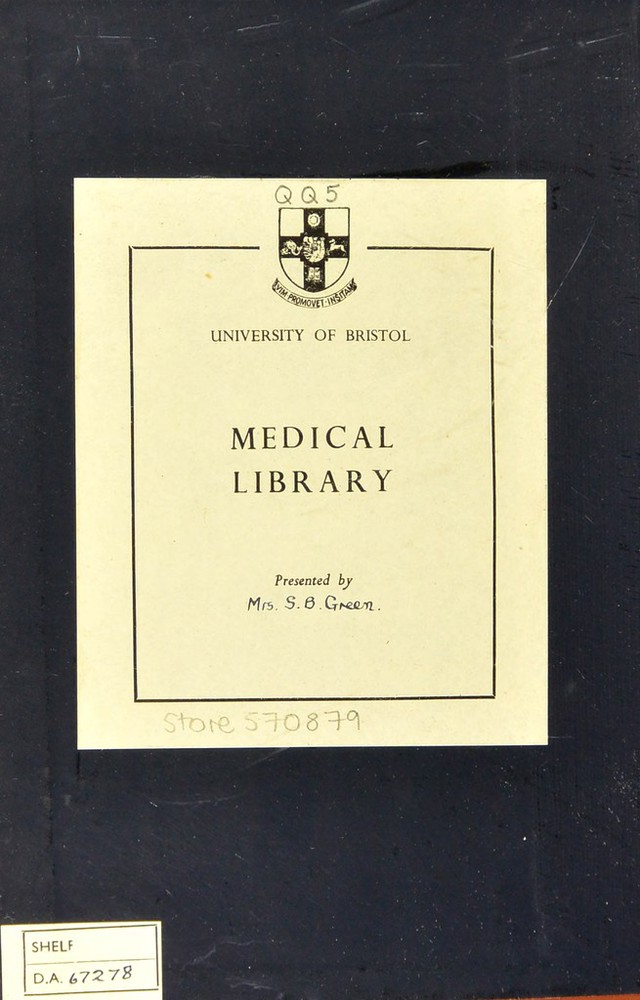 QQ5
VIM PROMOVET INSITAM
UNIVERSITY OF BRISTOL
MEDICAL
LIBRARY
Presented by
Mrs. S.B. Green.
Store 570879
SHELF
D.A. 67278